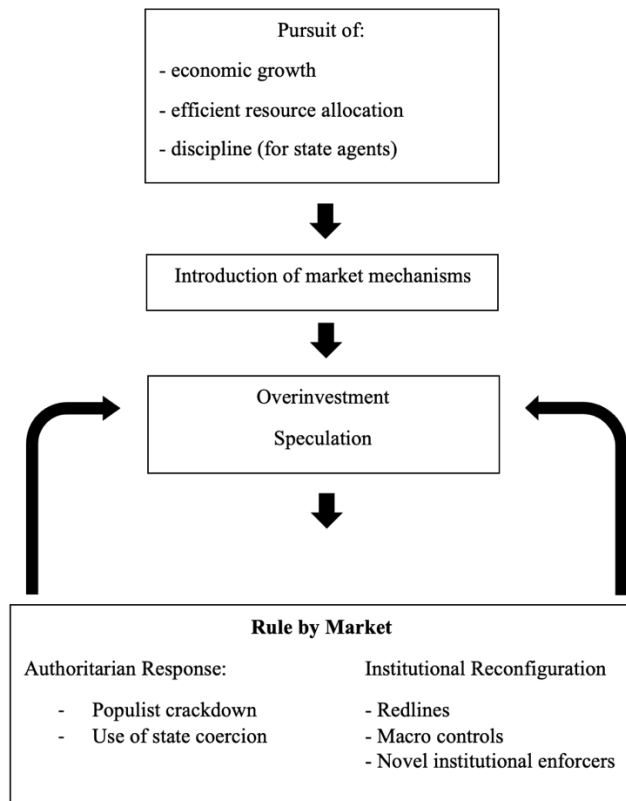 Pursuit of:
- economic growth
- efficient resource allocation
- discipline (for state agents)
Introduction of market mechanisms
Overinvestment
Speculation
Rule by Market
Authoritarian Response:
- Populist crackdown
- Use of state coercion
Institutional Reconfiguration
- Redlines
- Macro controls
- Novel institutional enforcers